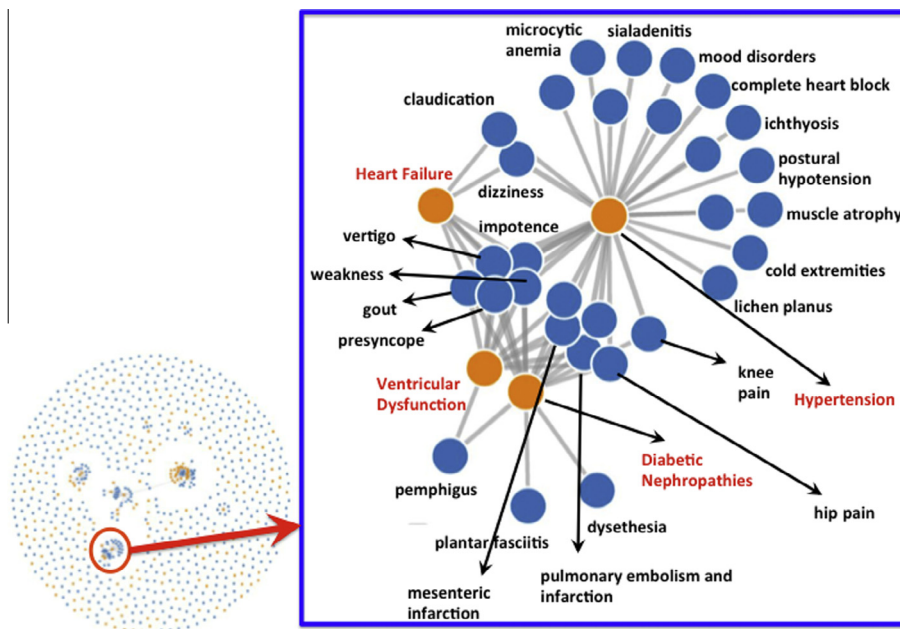 microcytic
anemia
sialadenitis
mood disorders
complete heart block
claudication
ichthyosis
postural
hypotension
Heart Failure
dizziness
muscle atrophy
impotence
vertigo
weakness
cold extremities
gout
lichen planus
presyncope
knee
pain
Ventricular
Dysfunction
Hypertension
Diabetic
Nephropathies
pemphigus
hip pain
dysethesia
plantar fasciitis
pulmonary embolism and
infarction
mesenteric
infarction